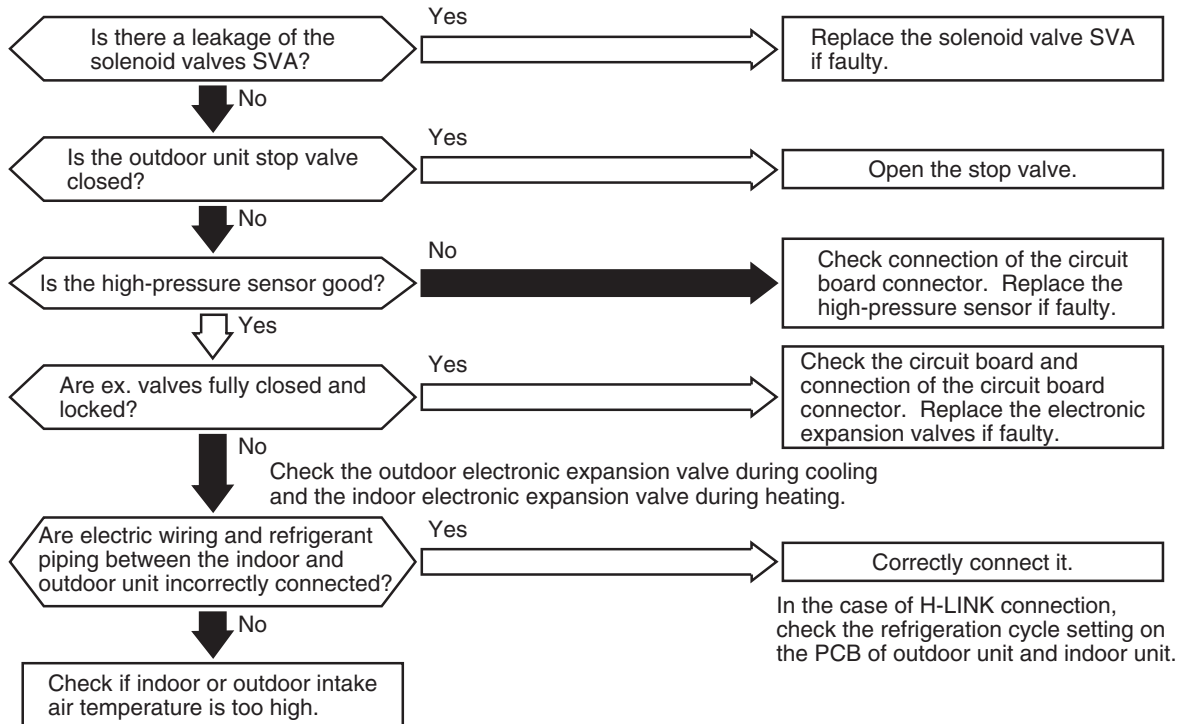 Yes
Is there a leakage of the
solenoid valves SVA?
Replace the solenoid valve SVA
if faulty.
No
Yes
Is the outdoor unit stop valve
closed?
Open the stop valve.
No
No
Is the high-pressure sensor good?
Check connection of the circuit
board connector.  Replace the
high-pressure sensor if faulty.
Yes
Yes
Are ex. valves fully closed and
locked?
Check the circuit board and
connection of the circuit board
connector.  Replace the electronic
expansion valves if faulty.
No
Check the outdoor electronic expansion valve during cooling
and the indoor electronic expansion valve during heating.
Yes
Are electric wiring and refrigerant
piping between the indoor and
outdoor unit incorrectly connected?
Correctly connect it.
In the case of H-LINK connection,
check the refrigeration cycle setting on
the PCB of outdoor unit and indoor unit.
No
Check if indoor or outdoor intake
air temperature is too high.